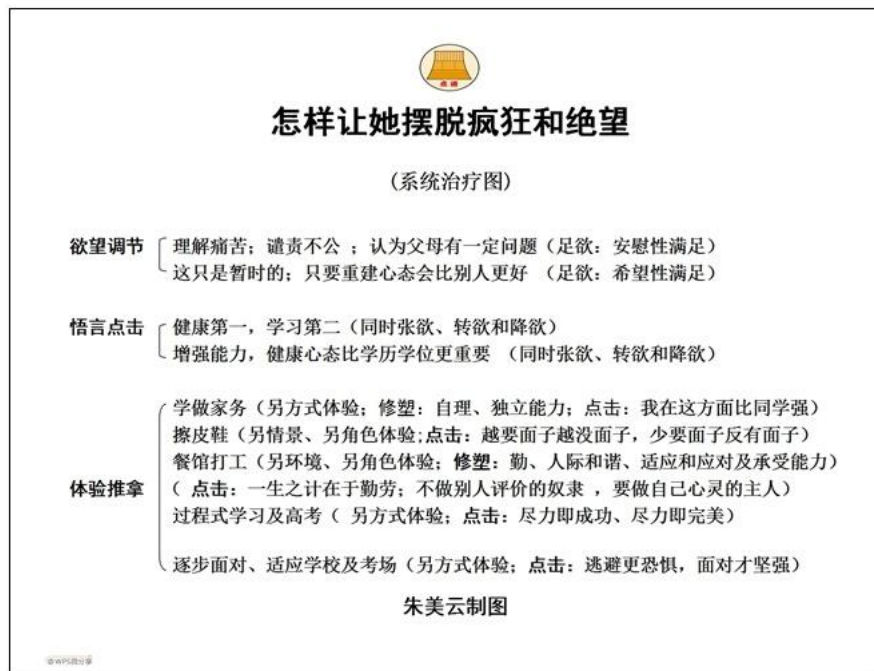 点通
怎样让她摆脱疯狂和绝望
(系统治疗图)
欲望调节
理解痛苦；谴责不公 ；认为父母有一定问题（足欲：安慰性满足）
这只是暂时的；只要重建心态会比别人更好 （足欲：希望性满足）
悟言点击
健康第一，学习第二（同时张欲、转欲和降欲）
增强能力，健康心态比学历学位更重要 （同时张欲、转欲和降欲）
体验推拿
学做家务（另方式体验；修塑：自理、独立能力；点击：我在这方面比同学强）
擦皮鞋（另情景、另角色体验;点击：越要面子越没面子，少要面子反有面子）
餐馆打工（另环境、另角色体验；修塑：勤、人际和谐、适应和应对及承受能力）
（ 点击：一生之计在于勤劳；不做别人评价的奴隶 ，要做自己心灵的主人）
过程式学习及高考（ 另方式体验；点击：尽力即成功、尽力即完美）
逐步面对、适应学校及考场（另方式体验；点击：逃避更恐惧，面对才坚强）
朱美云制图
@WPS微分享